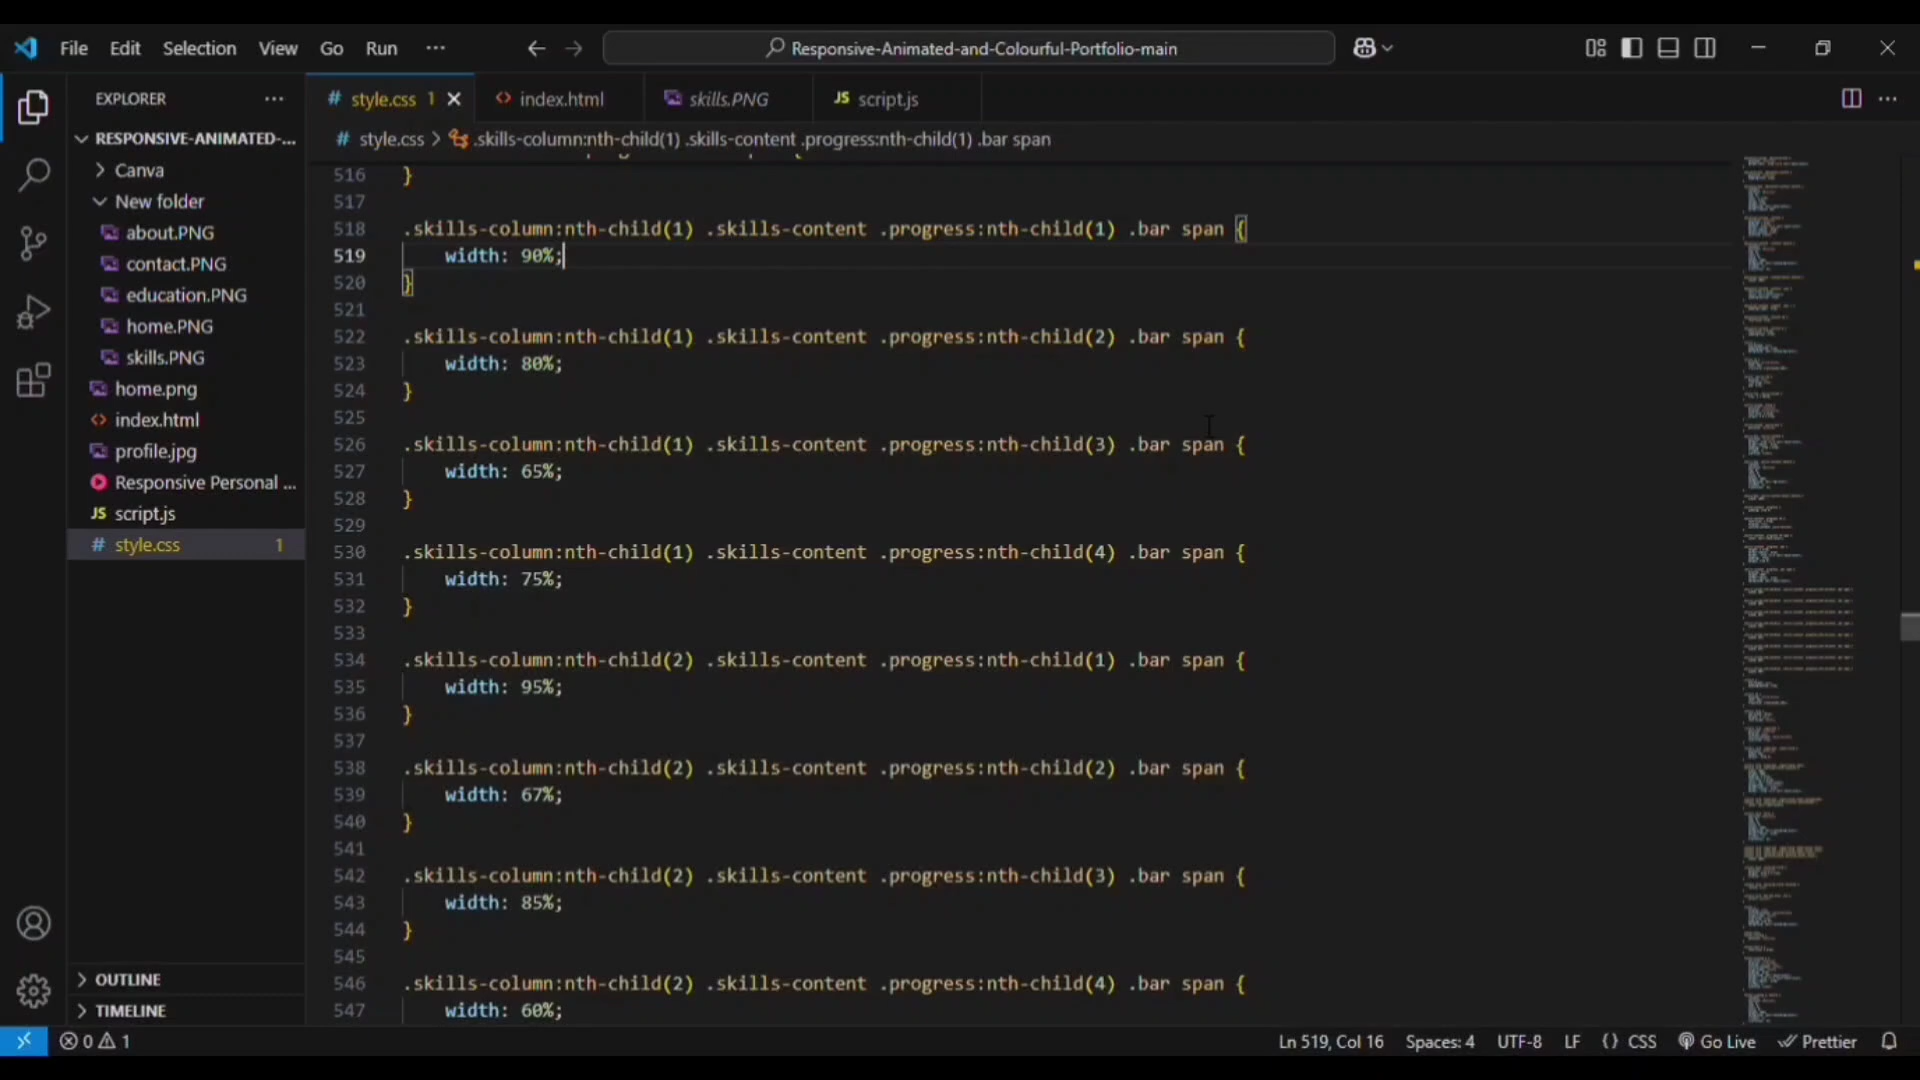 File Edit Selection View Go Run ···
Responsive-Animated-and-Colourful-Portfolio-main
EXPLORER
# style.css 1
<> index.html
skills.PNG
JS script.js
# style.css > .skills-column:nth-child(1) .skills-content .progress:nth-child(1) .bar span
RESPONSIVE-ANIMATED-...
Canva
New folder
about.PNG
contact.PNG
education.PNG
home.PNG
skills.PNG
home.png
<> index.html
profile.jpg
Responsive Personal ...
JS script.js
# style.css 1
OUTLINE
TIMELINE
516 }
517
518 .skills-column:nth-child(1) .skills-content .progress:nth-child(1) .bar span {
519 width: 90%;
520 }
521
522 .skills-column:nth-child(1) .skills-content .progress:nth-child(2) .bar span {
523 width: 80%;
524 }
525
526 .skills-column:nth-child(1) .skills-content .progress:nth-child(3) .bar span {
527 width: 65%;
528 }
529
530 .skills-column:nth-child(1) .skills-content .progress:nth-child(4) .bar span {
531 width: 75%;
532 }
533
534 .skills-column:nth-child(2) .skills-content .progress:nth-child(1) .bar span {
535 width: 95%;
536 }
537
538 .skills-column:nth-child(2) .skills-content .progress:nth-child(2) .bar span {
539 width: 67%;
540 }
541
542 .skills-column:nth-child(2) .skills-content .progress:nth-child(3) .bar span {
543 width: 85%;
544 }
545
546 .skills-column:nth-child(2) .skills-content .progress:nth-child(4) .bar span {
547 width: 60%;
0 1 Ln 519, Col 16 Spaces: 4 UTF-8 LF {} CSS Go Live Prettier